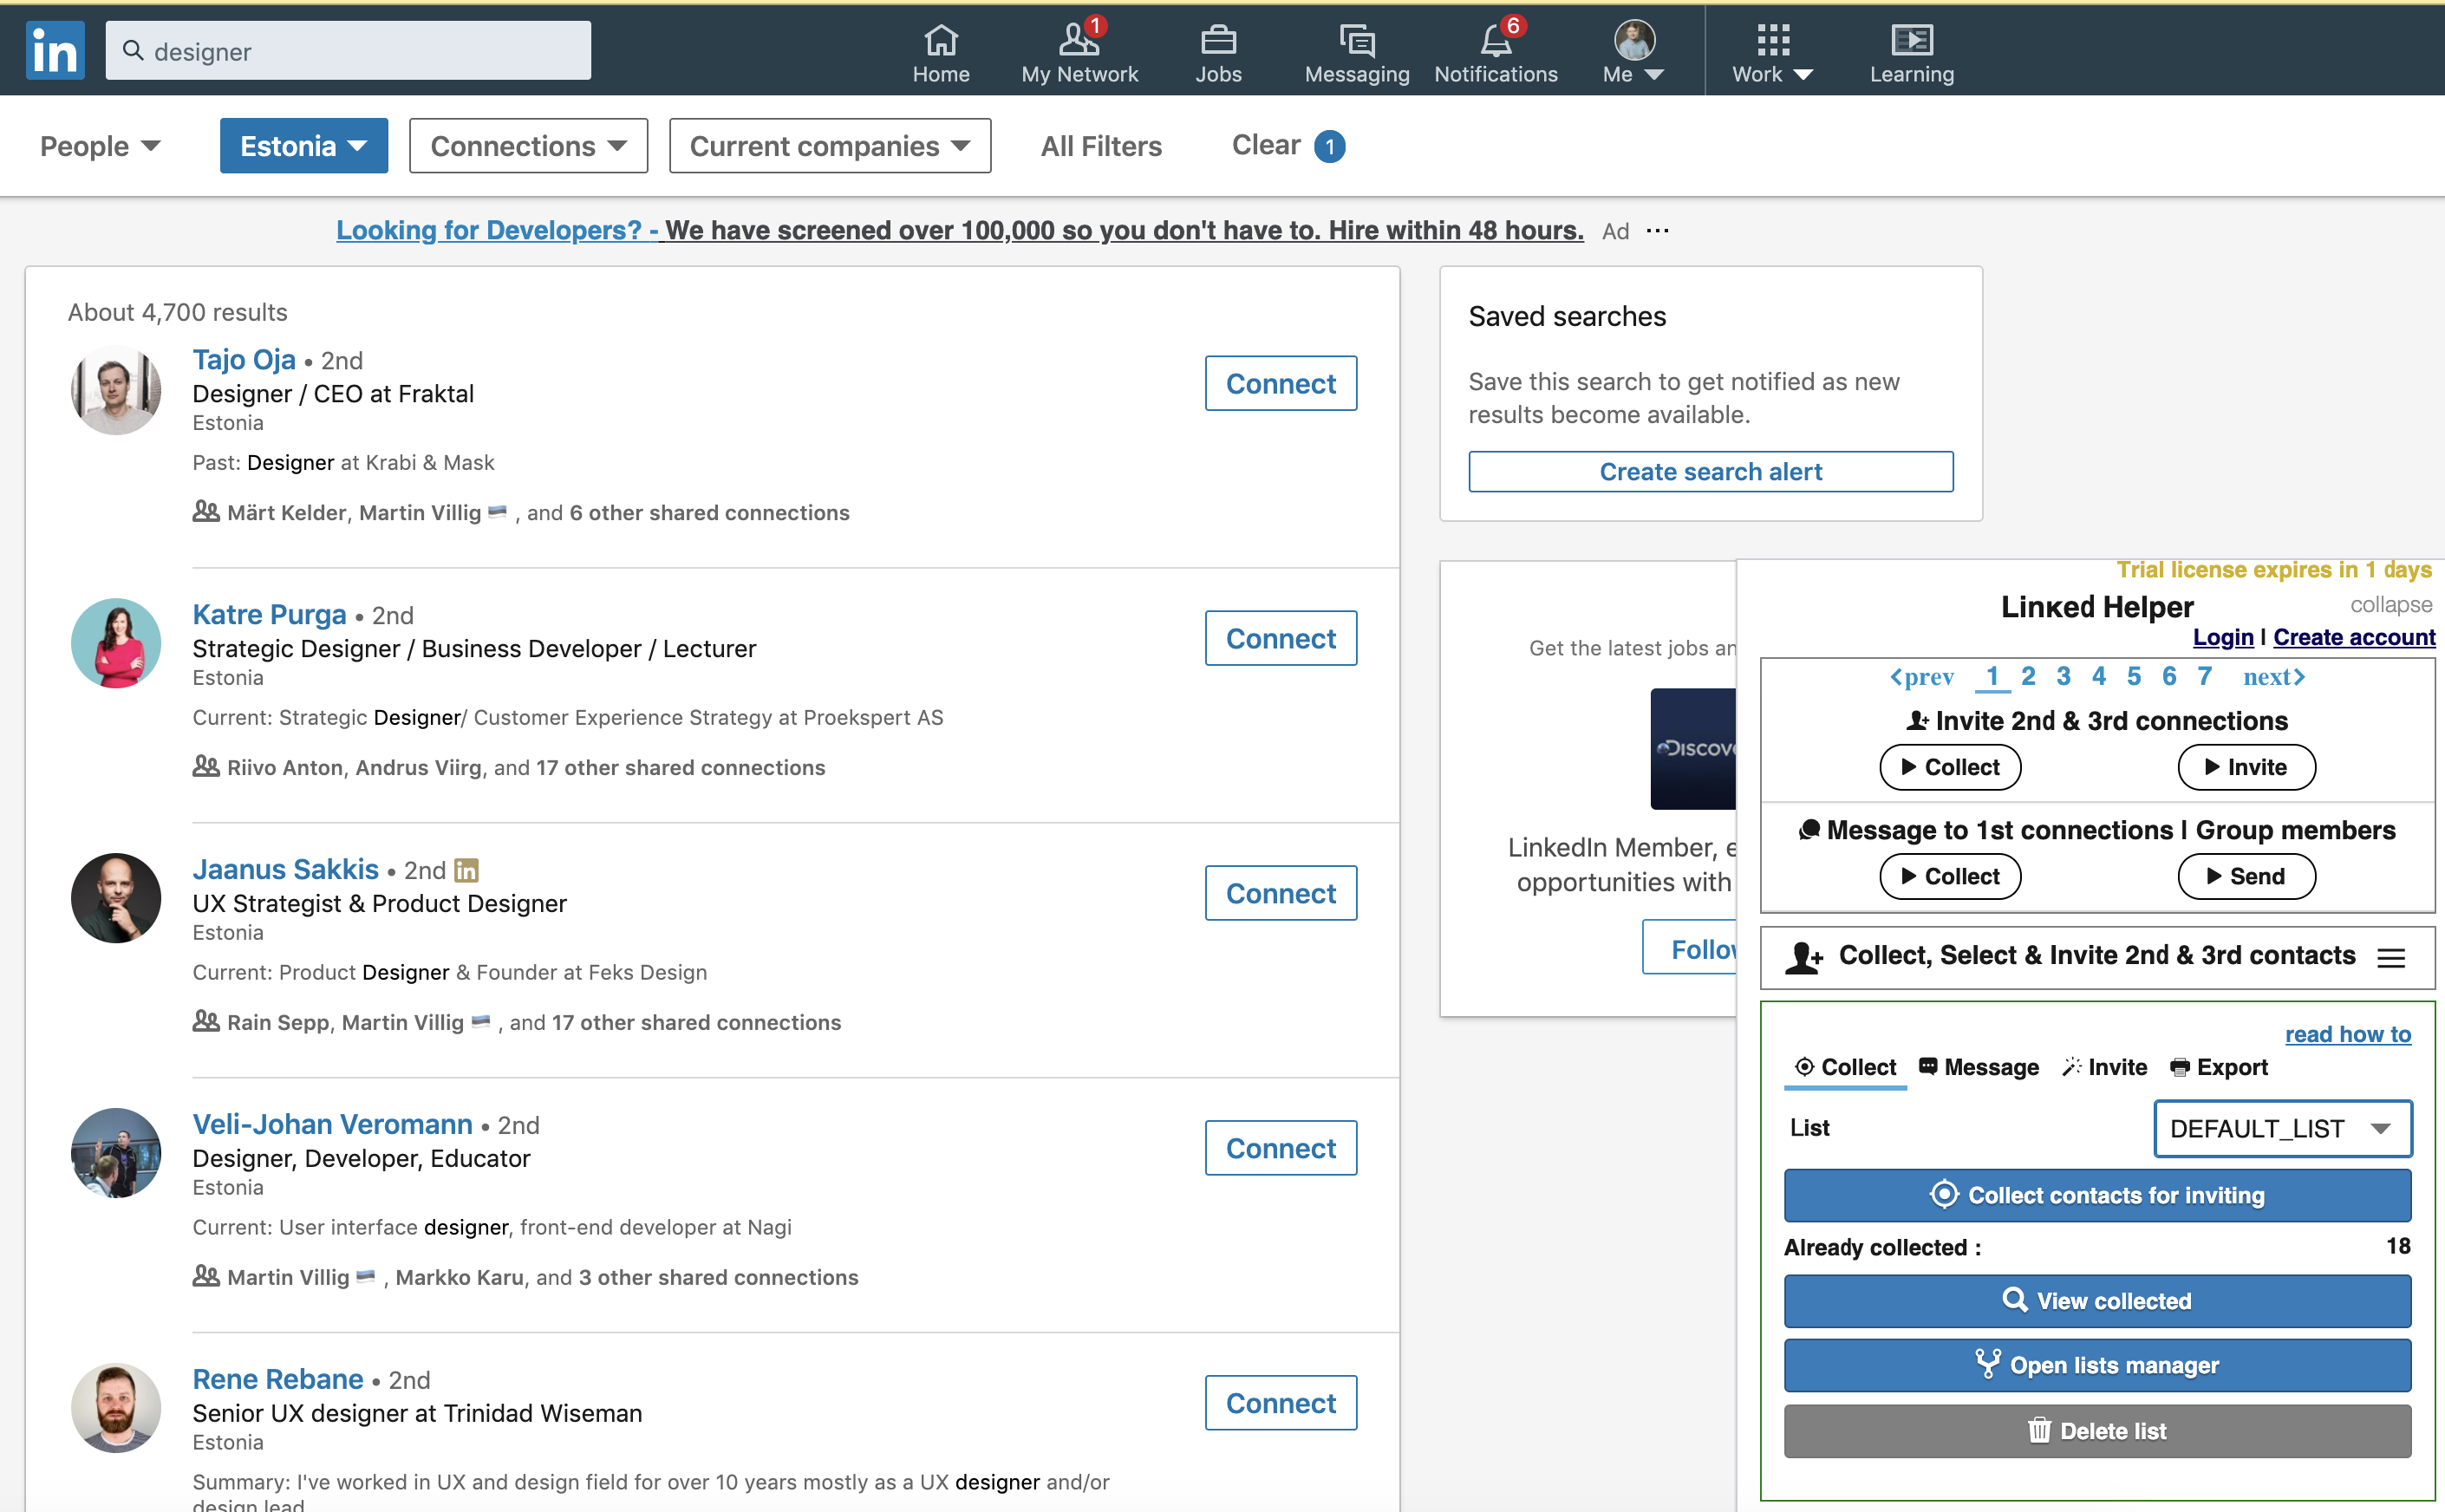 in
designer
Home
1
My Network
Jobs
Messaging
6
Notifications
Me
Work
Learning
People
Estonia
Connections
Current companies
All Filters
Clear 1
Looking for Developers? - We have screened over 100,000 so you don't have to. Hire within 48 hours. Ad ···
About 4,700 results
Tajo Oja • 2nd
Designer / CEO at Fraktal
Estonia
Past: Designer at Krabi & Mask
Märt Kelder, Martin Villig , and 6 other shared connections
Connect
Katre Purga • 2nd
Strategic Designer / Business Developer / Lecturer
Estonia
Current: Strategic Designer/ Customer Experience Strategy at Proekspert AS
Riivo Anton, Andrus Viirg, and 17 other shared connections
Connect
Jaanus Sakkis • 2nd in
UX Strategist & Product Designer
Estonia
Current: Product Designer & Founder at Feks Design
Rain Sepp, Martin Villig , and 17 other shared connections
Connect
Veli-Johan Veromann • 2nd
Designer, Developer, Educator
Estonia
Current: User interface designer, front-end developer at Nagi
Martin Villig , Markko Karu, and 3 other shared connections
Connect
Rene Rebane • 2nd
Senior UX designer at Trinidad Wiseman
Estonia
Summary: I've worked in UX and design field for over 10 years mostly as a UX designer and/or
design lead
Connect
Saved searches
Save this search to get notified as new
results become available.
Create search alert
Get the latest jobs an
Discove
LinkedIn Member, e
opportunities with
Follow
Trial license expires in 1 days
Linked Helper
collapse
Login | Create account
<prev 1 2 3 4 5 6 7 next>
Invite 2nd & 3rd connections
Collect
Invite
Message to 1st connections | Group members
Collect
Send
Collect, Select & Invite 2nd & 3rd contacts
read how to
Collect
Message
Invite
Export
List
DEFAULT_LIST
Collect contacts for inviting
Already collected : 18
View collected
Open lists manager
Delete list